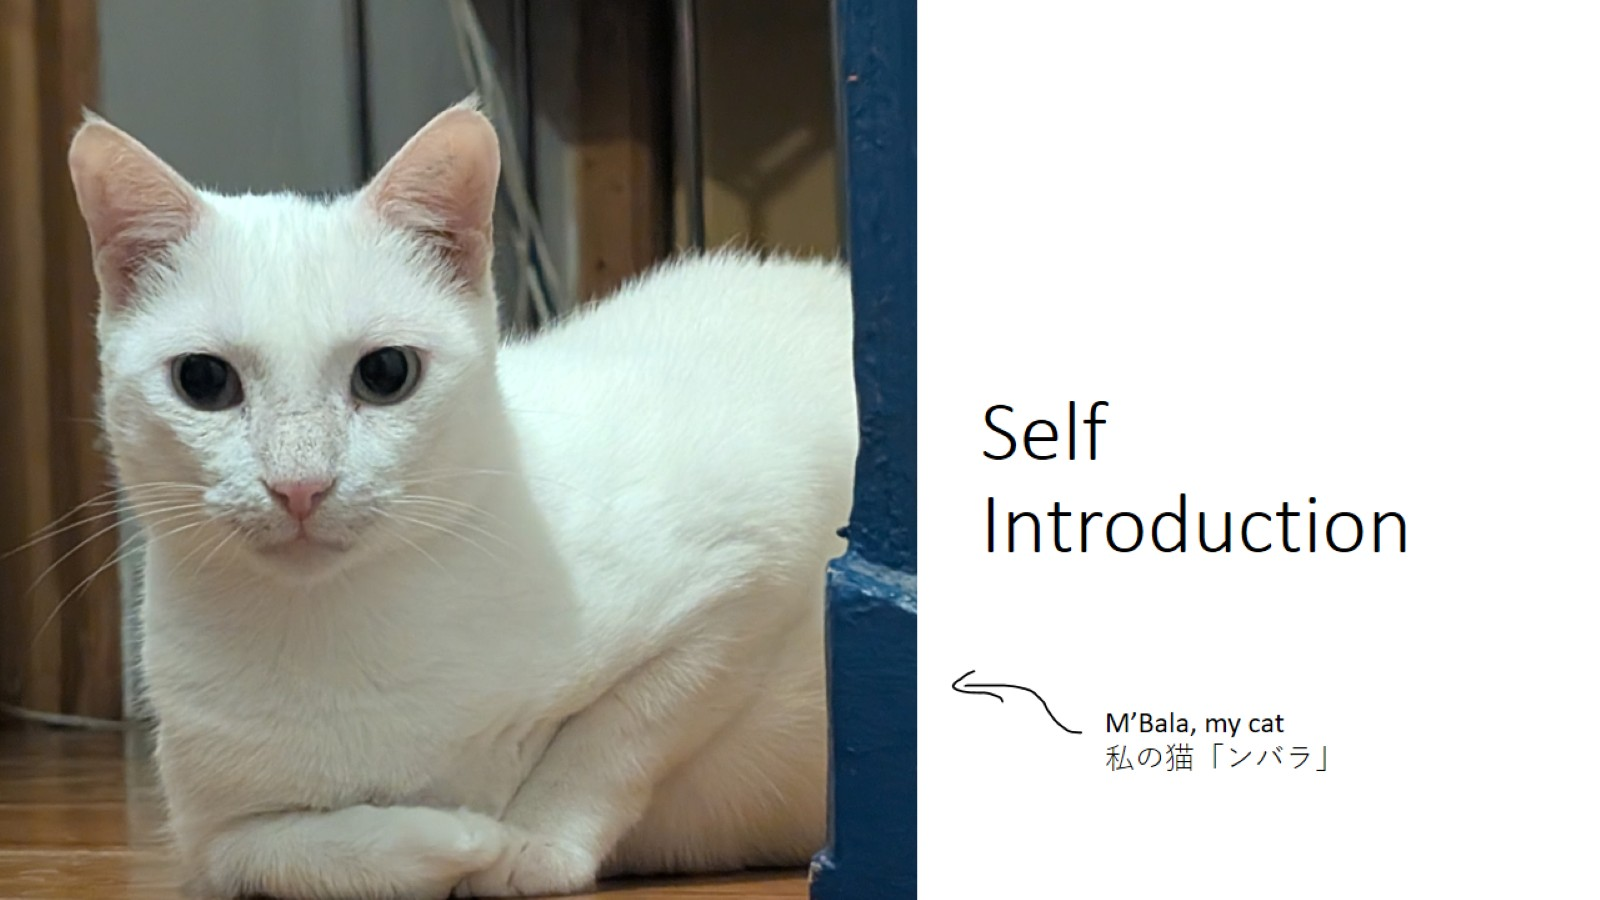 Self
Introduction
M’Bala, my cat
私の猫「ンバラ」